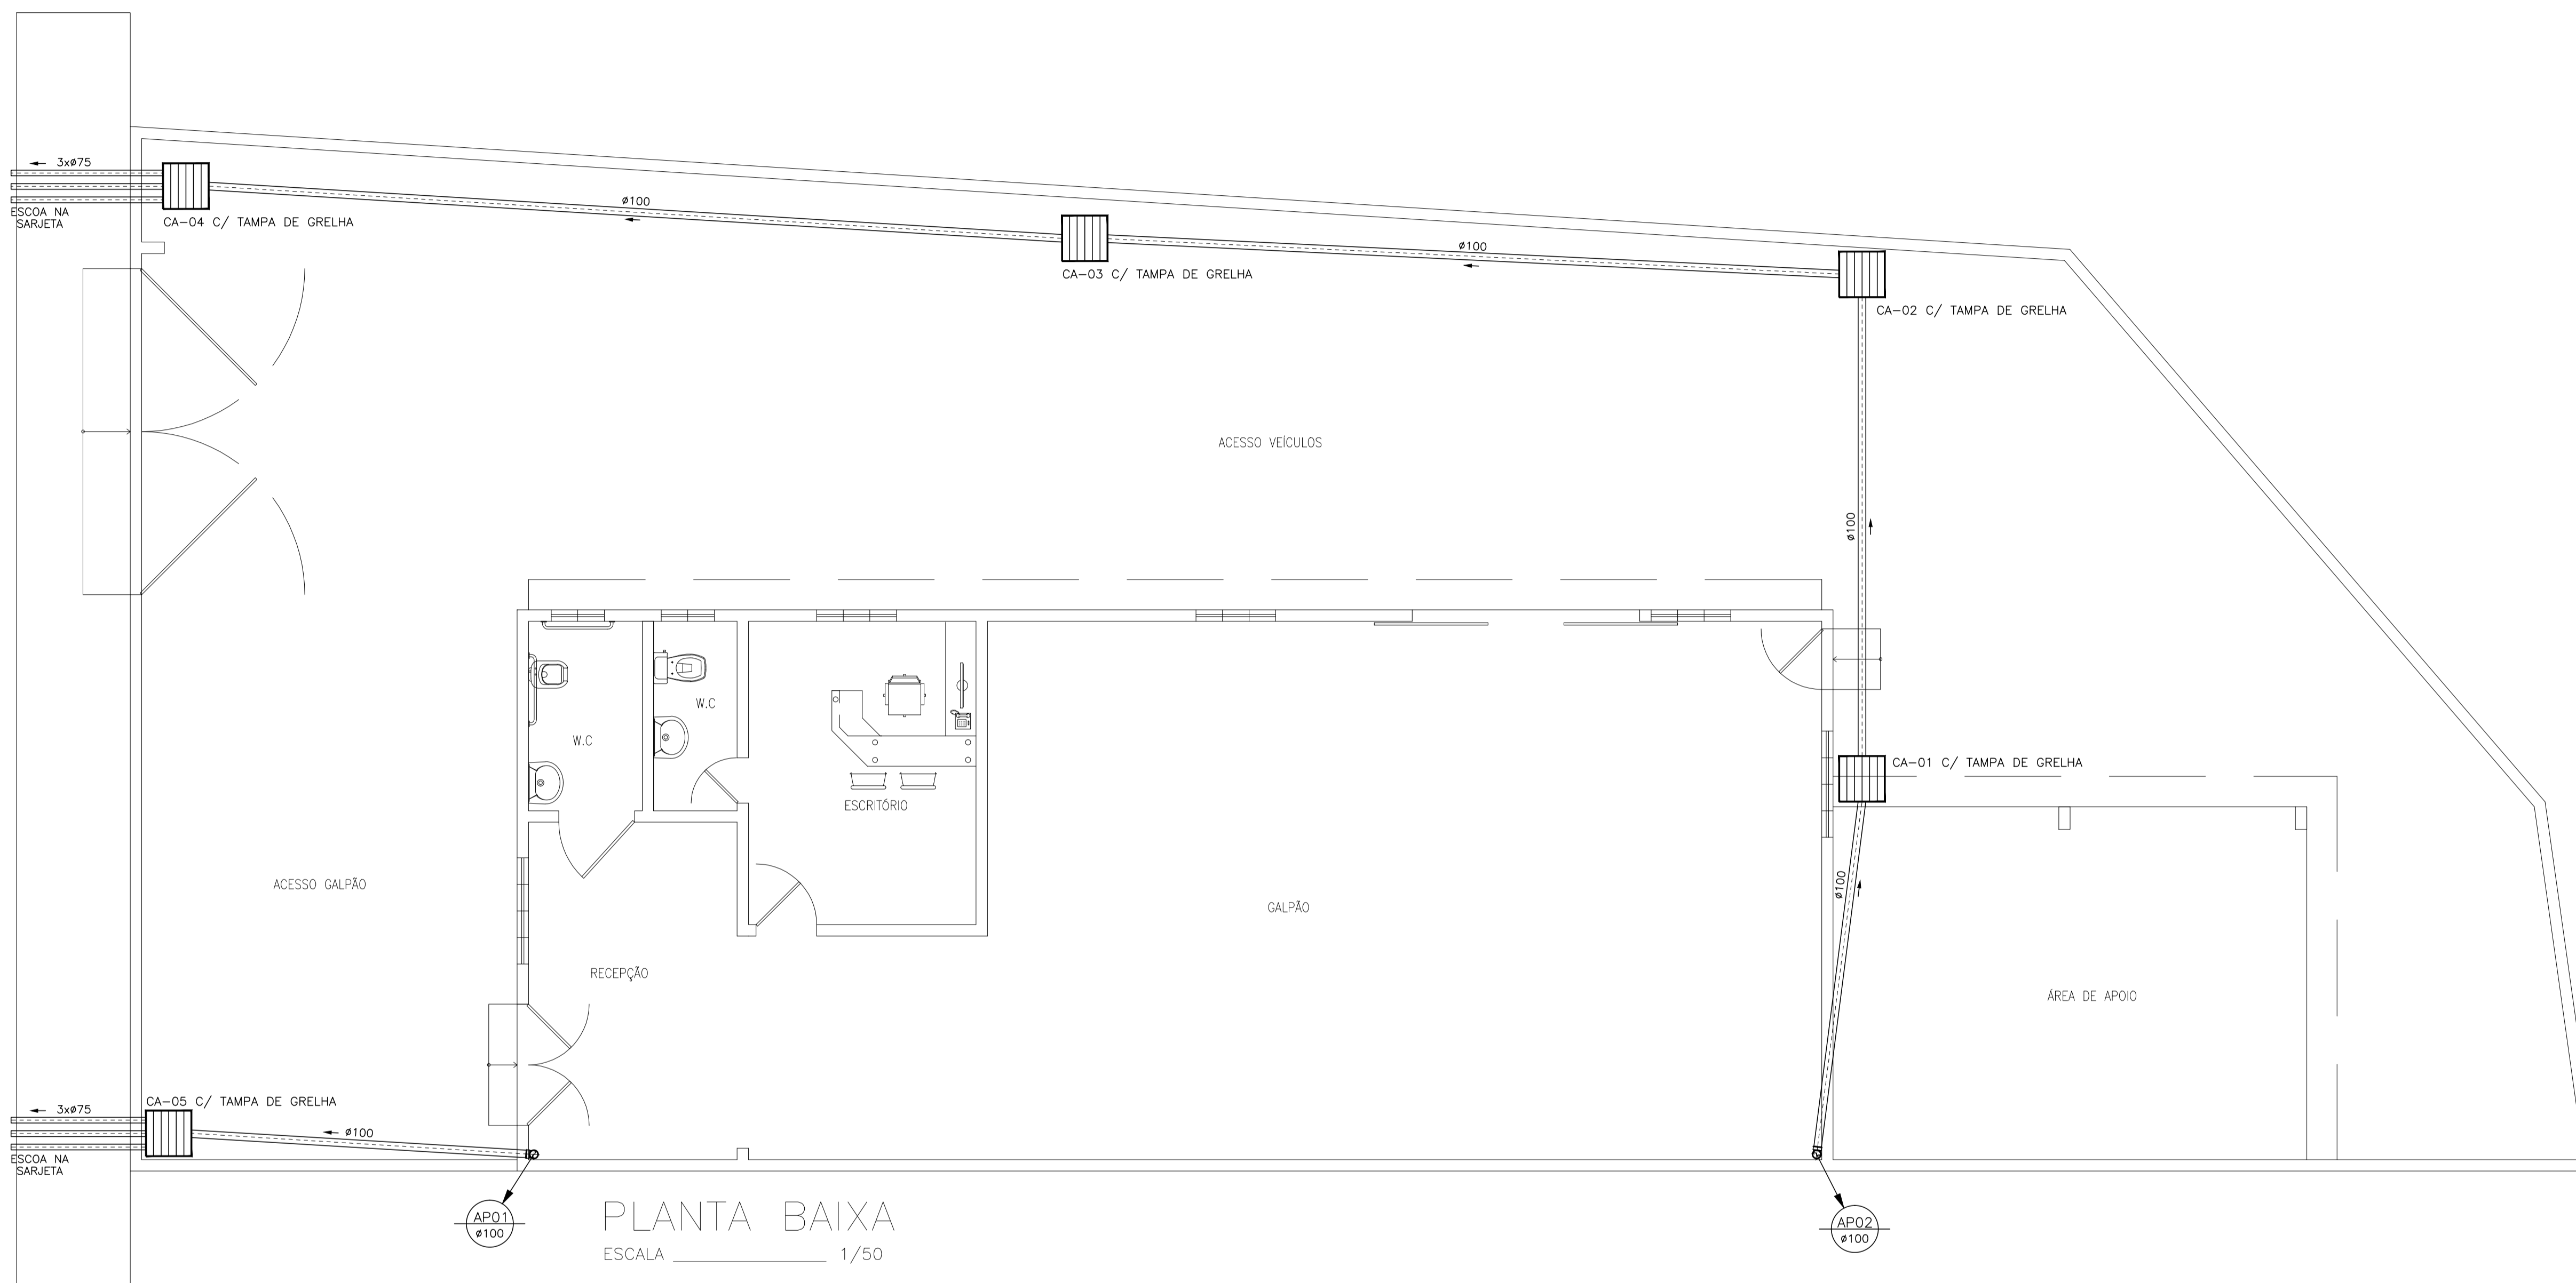 3xø75
ESCOA NA
SARJETA
CA-04 C/ TAMPA DE GRELHA
ø100
CA-03 C/ TAMPA DE GRELHA
ø100
CA-02 C/ TAMPA DE GRELHA
ACESSO VEÍCULOS
ø100
W.C
W.C
ESCRITÓRIO
CA-01 C/ TAMPA DE GRELHA
ACESSO GALPÃO
GALPÃO
ø100
RECEPÇÃO
ÁREA DE APOIO
CA-05 C/ TAMPA DE GRELHA
3xø75
ø100
ESCOA NA
SARJETA
AP01
ø100
PLANTA BAIXA
ESCALA 1/50
AP02
ø100